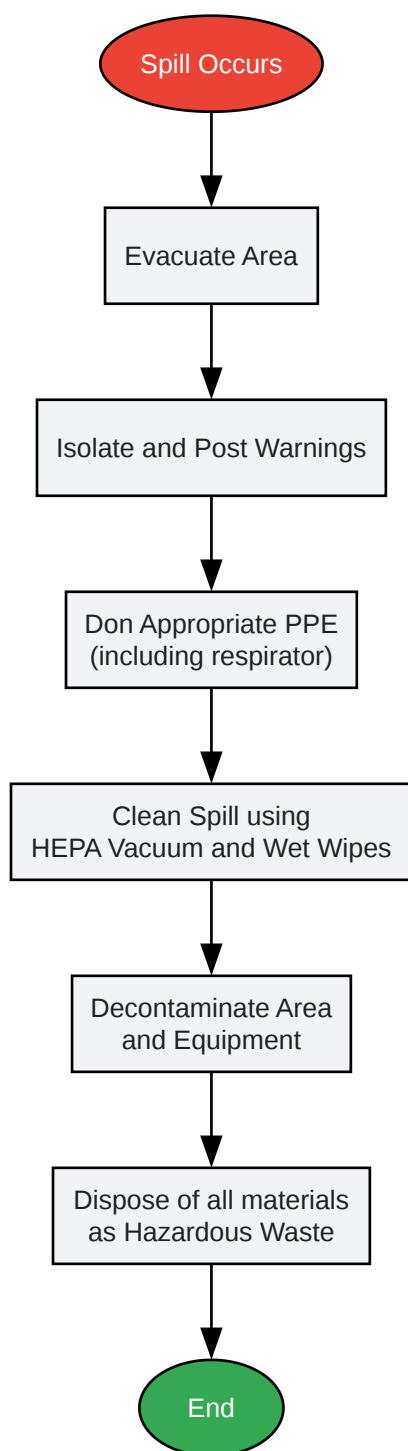 Spill Occurs
Evacuate Area
Isolate and Post Warnings
Don Appropriate PPE
(including respirator)
Clean Spill using
HEPA Vacuum and Wet Wipes
Decontaminate Area
and Equipment
Dispose of all materials
as Hazardous Waste
End